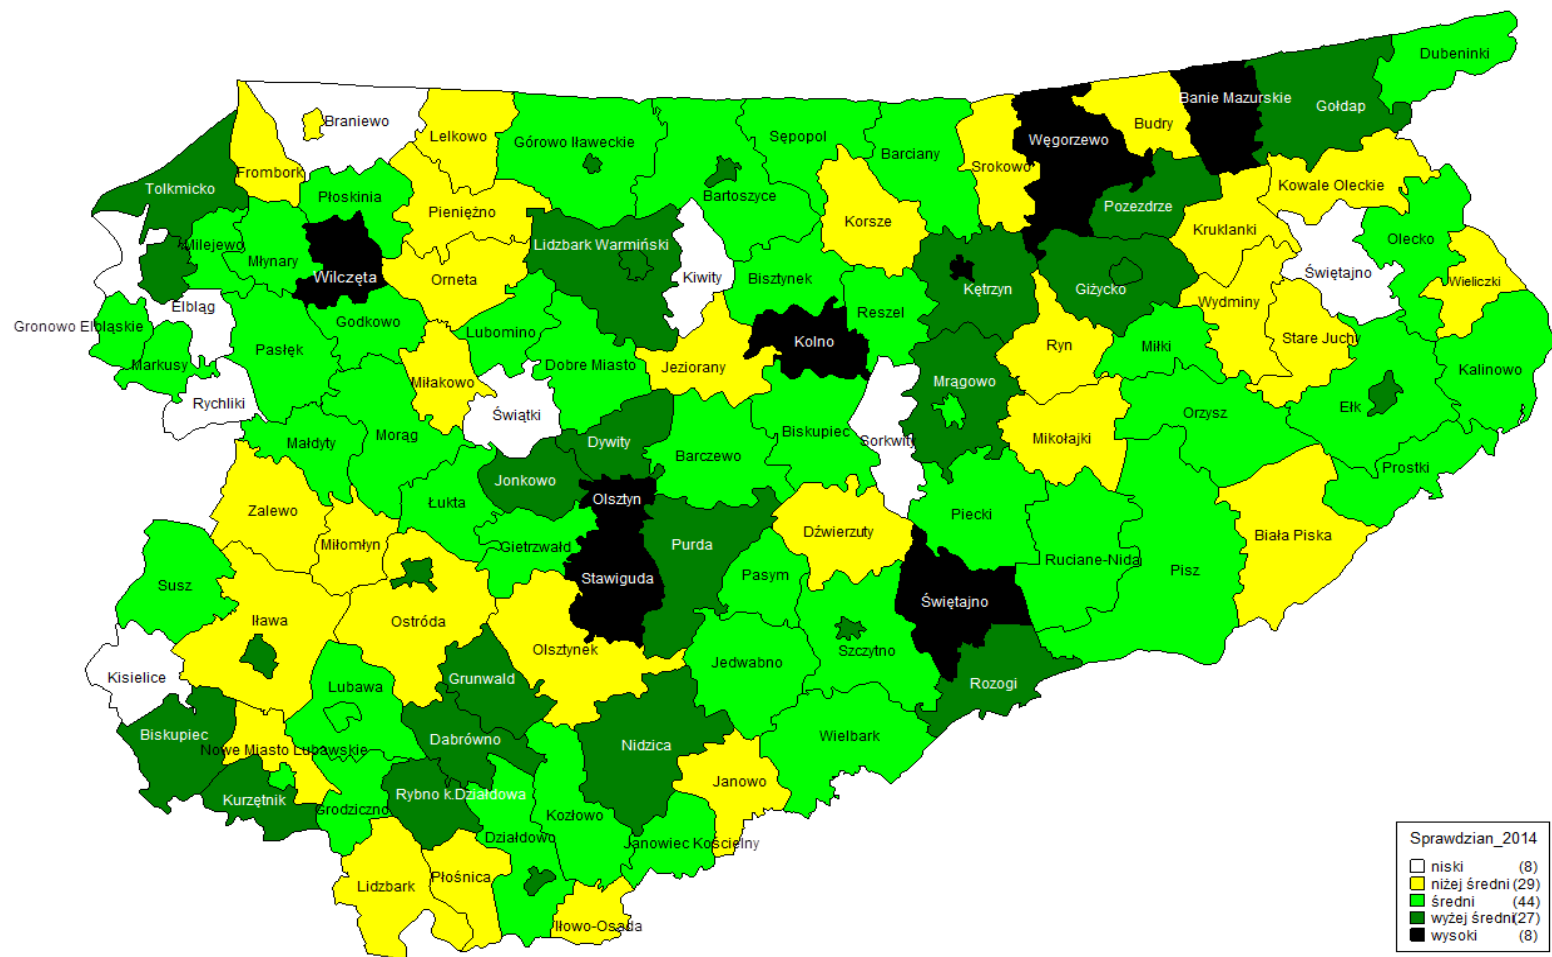 Dubeninki
Banie Mazurskie
Gołdap
Braniewo
Lelkowo
Budry
Węgorzewo
Górowo Iławeckie
Sępopol
Barciany
Frombork
Srokowo
Kowale Oleckie
Tolkmicko
Płoskinia
Bartoszyce
Pozezdrze
Pieniężno
Korsze
Kruklanki
Olecko
Milejewo
Lidzbark Warmiński
Młynary
Wilczęta
Orneta
Kiwity
Bisztynek
Kętrzyn
Giżycko
Świętajno
Wieliczki
Elbląg
Wydminy
Gronowo Elbląskie
Godkowo
Lubomino
Reszel
Kolno
Stare Juchy
Pasłęk
Ryn
Miłki
Markusy
Dobre Miasto
Jeziorany
Kalinowo
Miłakowo
Mrągowo
Rychliki
Świątki
Ełk
Orzysz
Morąg
Biskupiec
Małdyty
Dywity
Sorkwity
Mikołajki
Barczewo
Prostki
Jonkowo
Olsztyn
Łukta
Zalewo
Piecki
Dźwierzuty
Biała Piska
Miłomłyn
Gietrzwałd
Purda
Ruciane-Nida
Pisz
Susz
Stawiguda
Pasym
Świętajno
Iława
Ostróda
Olsztynek
Szczytno
Jedwabno
Kisielice
Grunwald
Lubawa
Rozogi
Biskupiec
Dabrówno
Nidzica
Wielbark
Nowe Miasto Lubawskie
Janowo
Kurzętnik
Rybno k.Działdowa
Grodziczno
Kozłowo
Działdowo
Janowiec Kościelny
Lidzbark
Płośnica
Iłowo-Osada
Sprawdzian_2014
niski (8)
niżej średni (29)
średni (44)
wyżej średni (27)
wysoki (8)